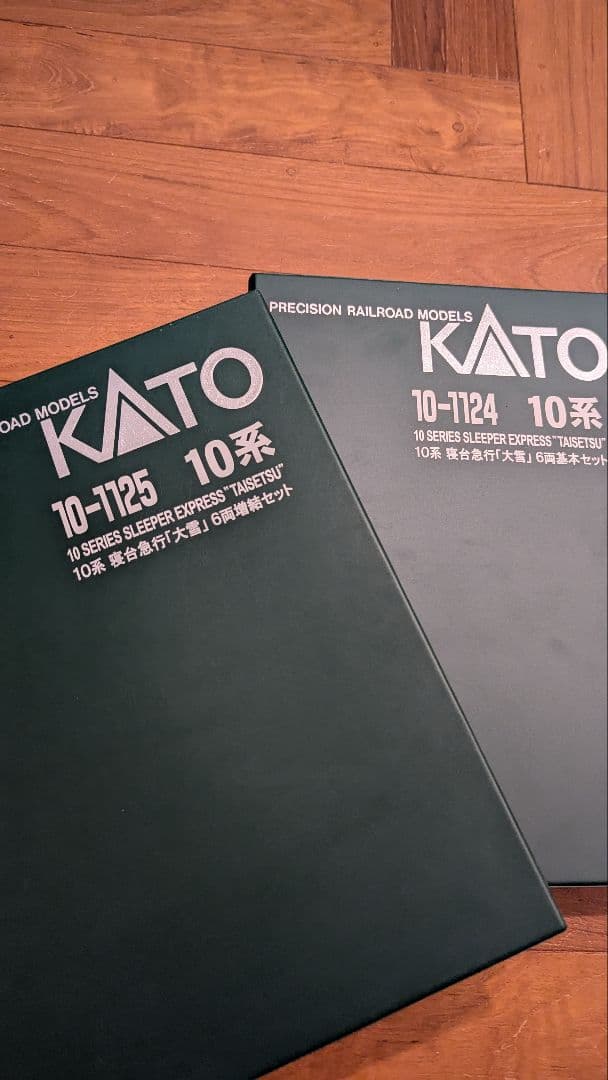 PRECISION RAILROAD MODELS
KATO
10-1124 10系
10 SERIES SLEEPER EXPRESS "TAISETSU"
10系 寝台急行「大雪」6両基本セット
MODELS
KATO
10-1125 10系
10 SERIES SLEEPER EXPRESS "TAISETSU"
10系 寝台急行「大雪」6両増結セット